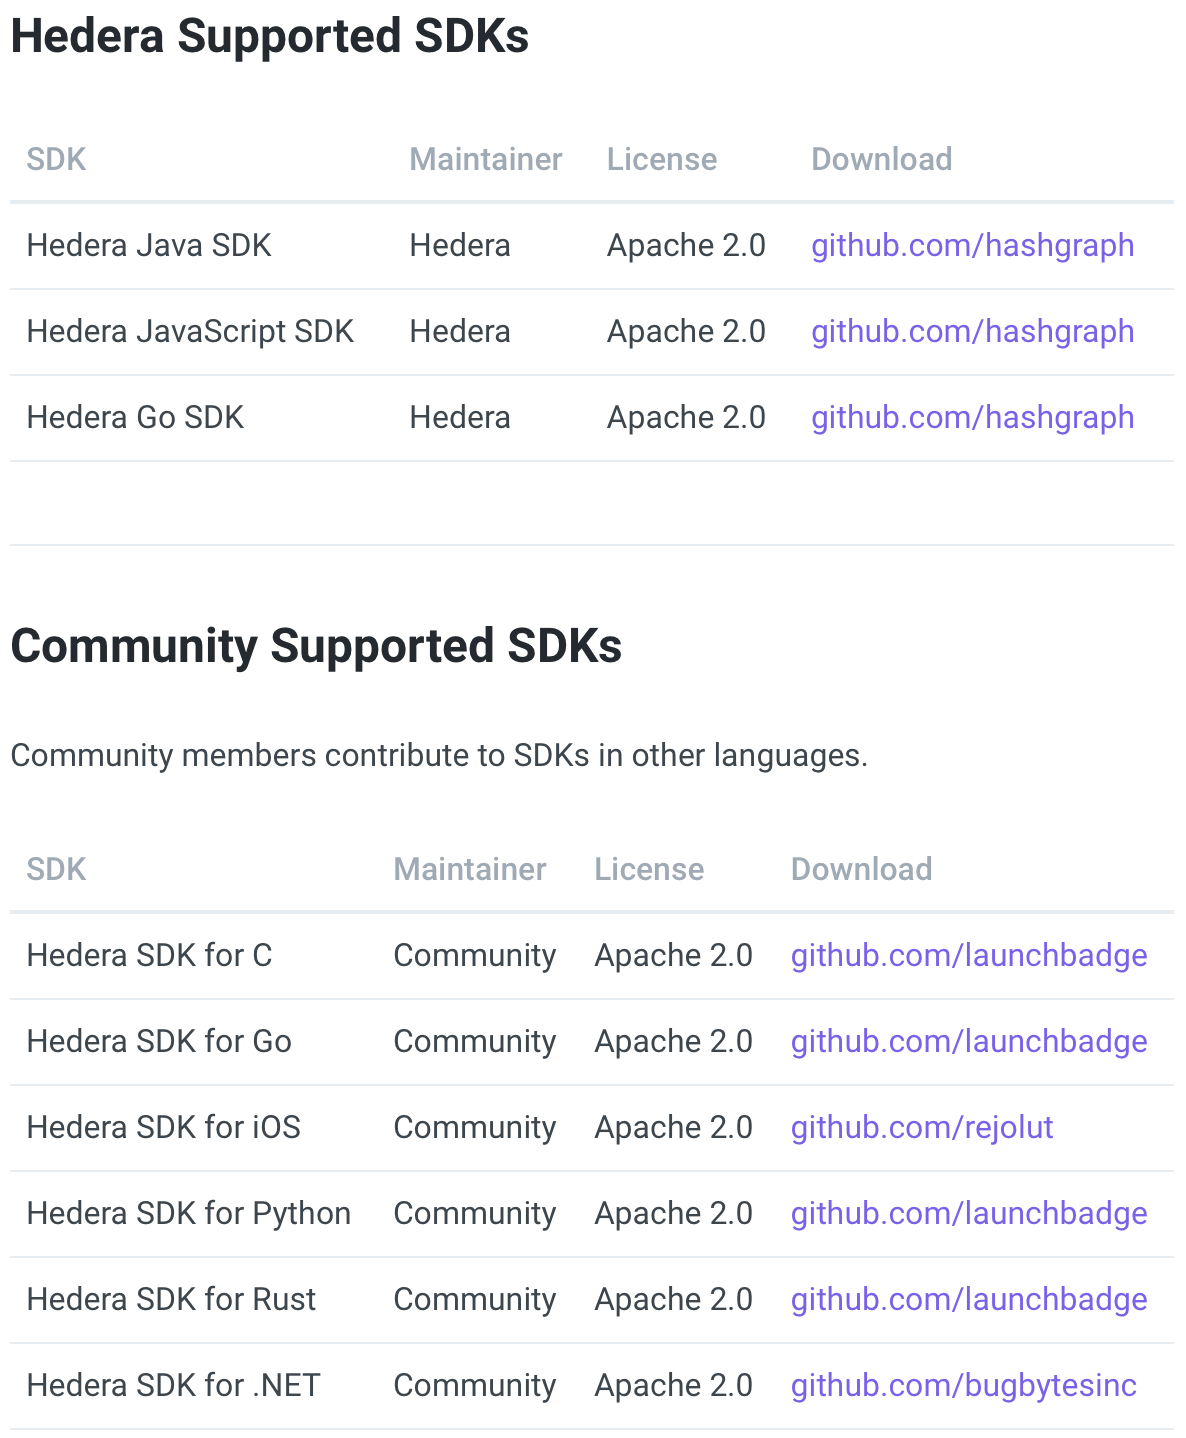 Hedera Supported SDKs
SDK Maintainer License Download
Hedera Java SDK Hedera Apache 2.0 github.com/hashgraph
Hedera JavaScript SDK Hedera Apache 2.0 github.com/hashgraph
Hedera Go SDK Hedera Apache 2.0 github.com/hashgraph
Community Supported SDKs
Community members contribute to SDKs in other languages.
SDK Maintainer License Download
Hedera SDK for C Community Apache 2.0 github.com/launchbadge
Hedera SDK for Go Community Apache 2.0 github.com/launchbadge
Hedera SDK for iOS Community Apache 2.0 github.com/rejolut
Hedera SDK for Python Community Apache 2.0 github.com/launchbadge
Hedera SDK for Rust Community Apache 2.0 github.com/launchbadge
Hedera SDK for .NET Community Apache 2.0 github.com/bugbytesinc